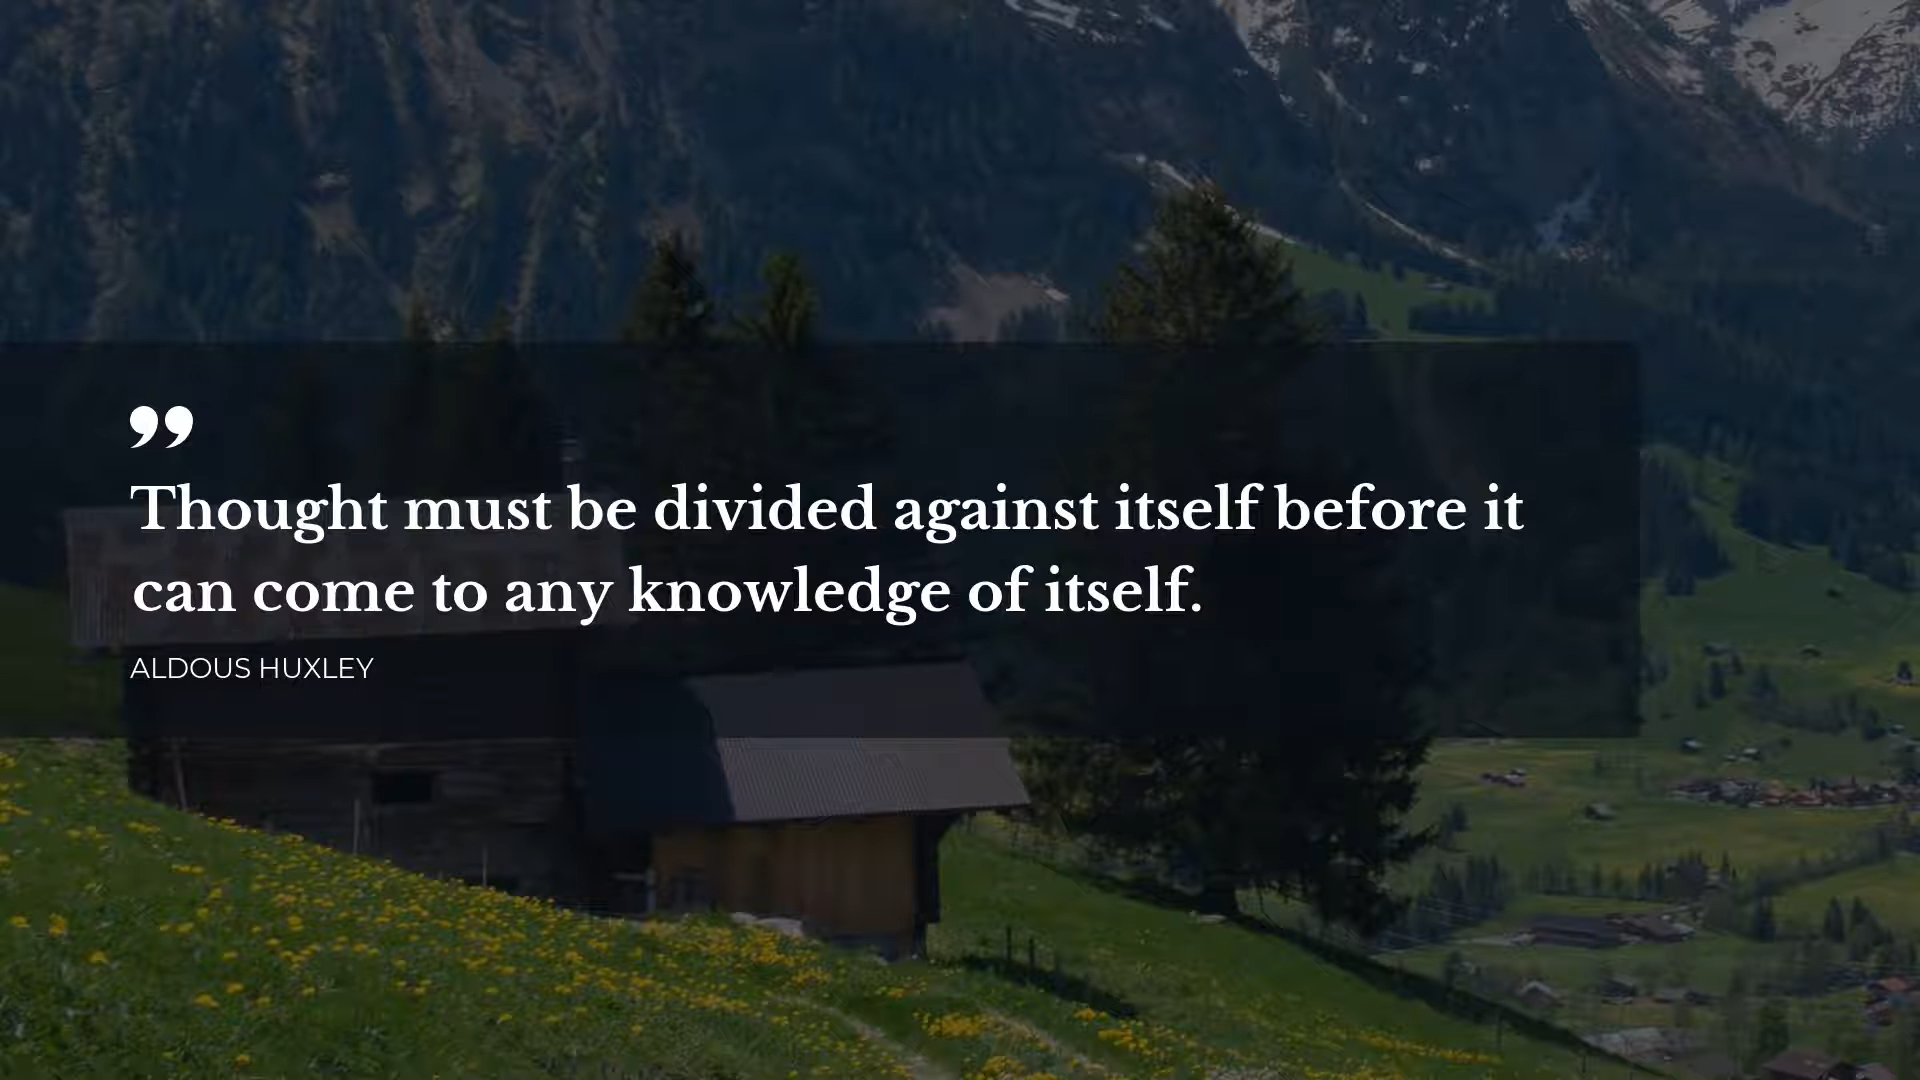 ”
Thought must be divided against itself before it
can come to any knowledge of itself.
ALDOUS HUXLEY